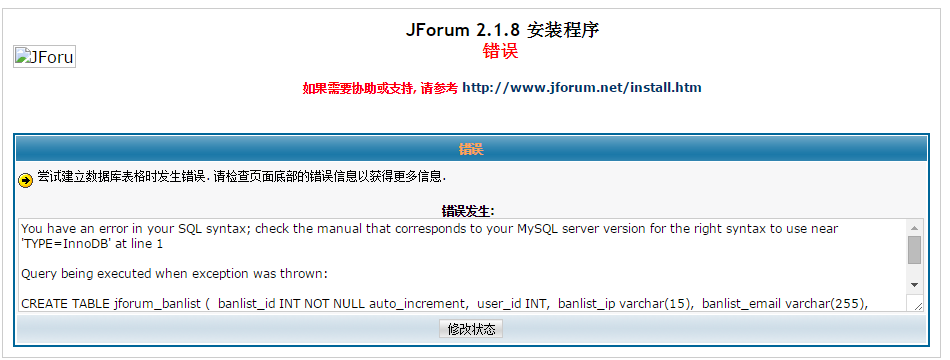 JForum 2.1.8 安装程序
错误
JForu
如果需要协助或支持, 请参考 http://www.jforum.net/install.htm
错误
尝试建立数据库表格时发生错误. 请检查页面底部的错误信息以获得更多信息.
错误发生:
You have an error in your SQL syntax; check the manual that corresponds to your MySQL server version for the right syntax to use near
'TYPE=InnoDB' at line 1
Query being executed when exception was thrown:
CREATE TABLE jforum_banlist ( banlist_id INT NOT NULL auto_increment, user_id INT, banlist_ip varchar(15), banlist_email varchar(255),
修改状态